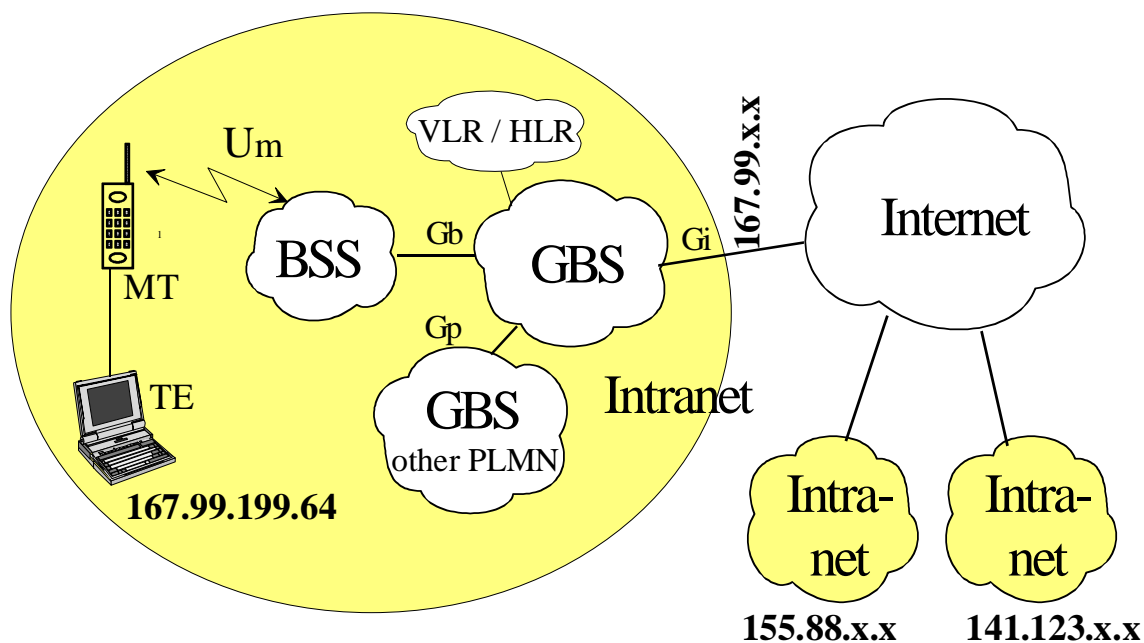 VLR / HLR
Um
167.99.x.x
Internet
Gb
Gi
BSS
GBS
1
MT
Gp
TE
GBS
other PLMN
Intranet
167.99.199.64
Intra-
net
Intra-
net
155.88.x.x
141.123.x.x